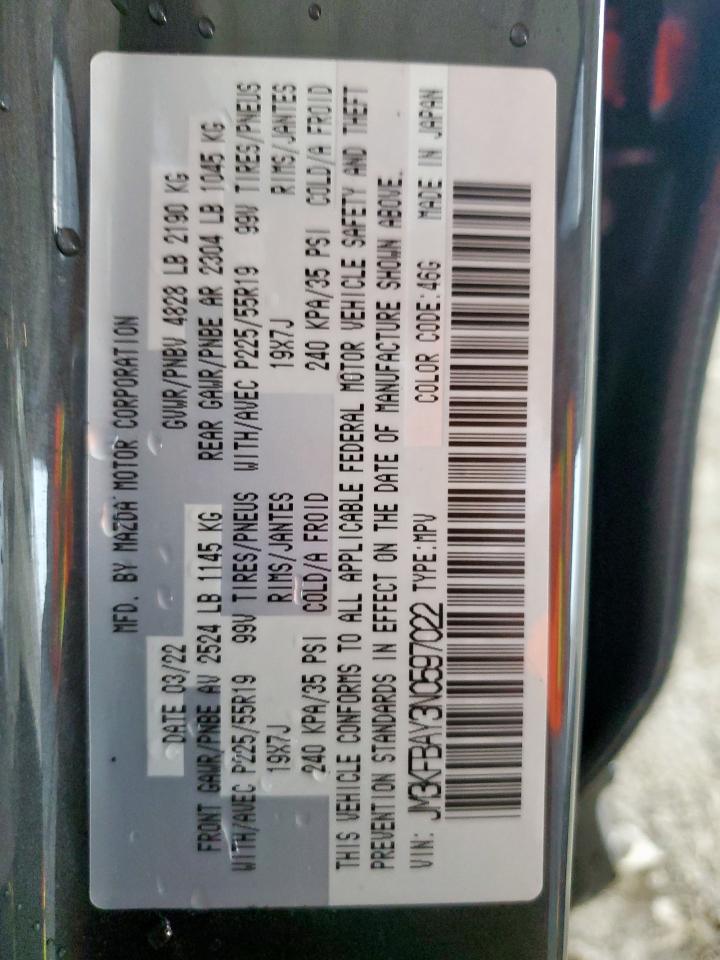 MFD. BY MAZDA MOTOR CORPORATION
DATE 03/22 GVWR/PNBV 4828 LB 2190 KG
FRONT GAWR/PNBE AV 2524 LB 1145 KG REAR GAWR/PNBE AR 2304 LB 1045 KG
WITH/AVEC P225/55R19 99V TIRES/PNEUS WITH/AVEC P225/55R19 99V TIRES/PNEUS
19X7J RIMS/JANTES 19X7J RIMS/JANTES
240 KPA/35 PSI COLD/A FROID 240 KPA/35 PSI COLD/A FROID
THIS VEHICLE CONFORMS TO ALL APPLICABLE FEDERAL MOTOR VEHICLE SAFETY AND THEFT
PREVENTION STANDARDS IN EFFECT ON THE DATE OF MANUFACTURE SHOWN ABOVE.
VIN: JM3KFBAY3N0597022 TYPE:MPV COLOR CODE:46G MADE IN JAPAN